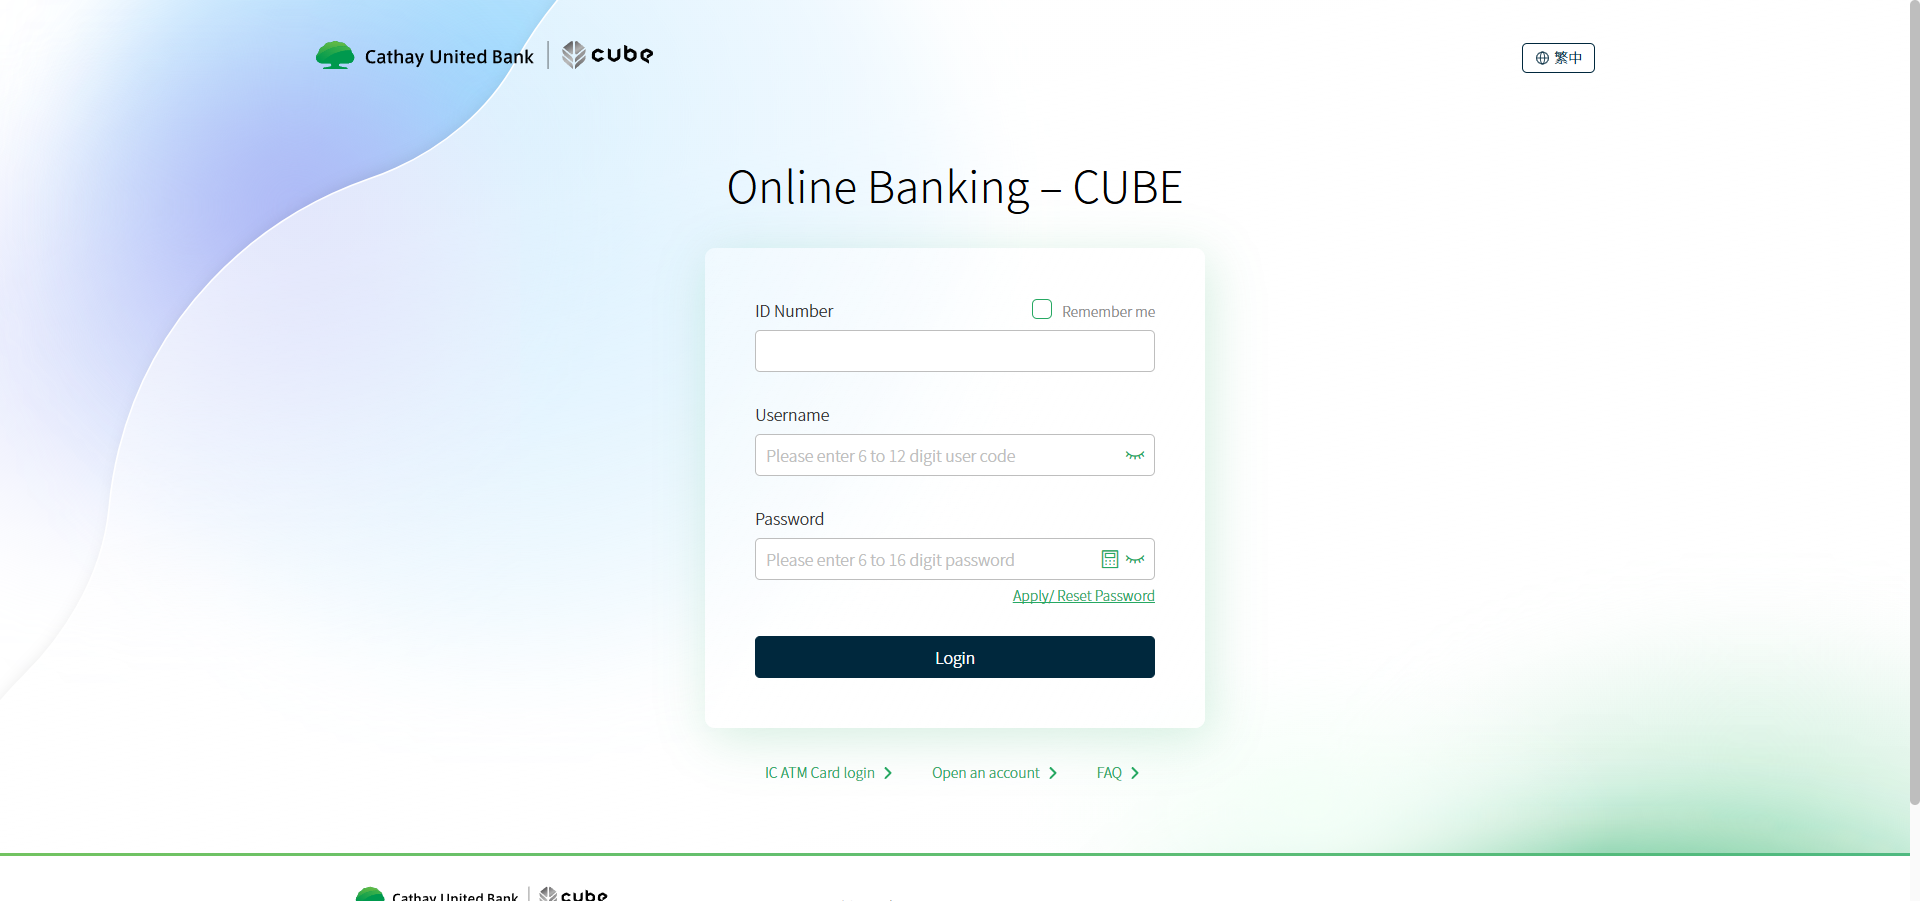 Cathay United Bank cube
繁中
Online Banking – CUBE
ID Number
Remember me
Username
Please enter 6 to 12 digit user code
Password
Please enter 6 to 16 digit password
Apply/ Reset Password
Login
IC ATM Card login
Open an account
FAQ
Cathay United Bank cube